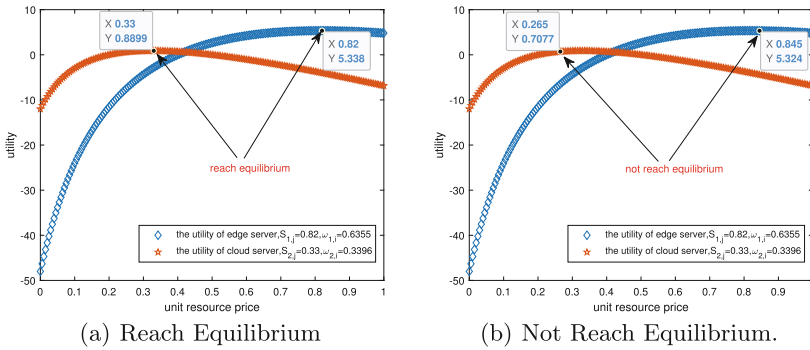 X 0.33
Y 0.8899
X 0.82
Y 5.338
10
0
-10
-20
-30
-40
-50
utility
reach equilibrium
the utility of edge server,S1,j=0.82,ω1,i=0.6355
the utility of cloud server,S2,j=0.33,ω2,i=0.3396
0 0.1 0.2 0.3 0.4 0.5 0.6 0.7 0.8 0.9 1
unit resource price
(a) Reach Equilibrium
X 0.265
Y 0.7077
X 0.845
Y 5.324
10
0
-10
-20
-30
-40
-50
utility
not reach equilibrium
the utility of edge server,S1,j=0.82,ω1,i=0.6355
the utility of cloud server,S2,j=0.33,ω2,i=0.3396
0 0.1 0.2 0.3 0.4 0.5 0.6 0.7 0.8 0.9 1
unit resource price
(b) Not Reach Equilibrium.